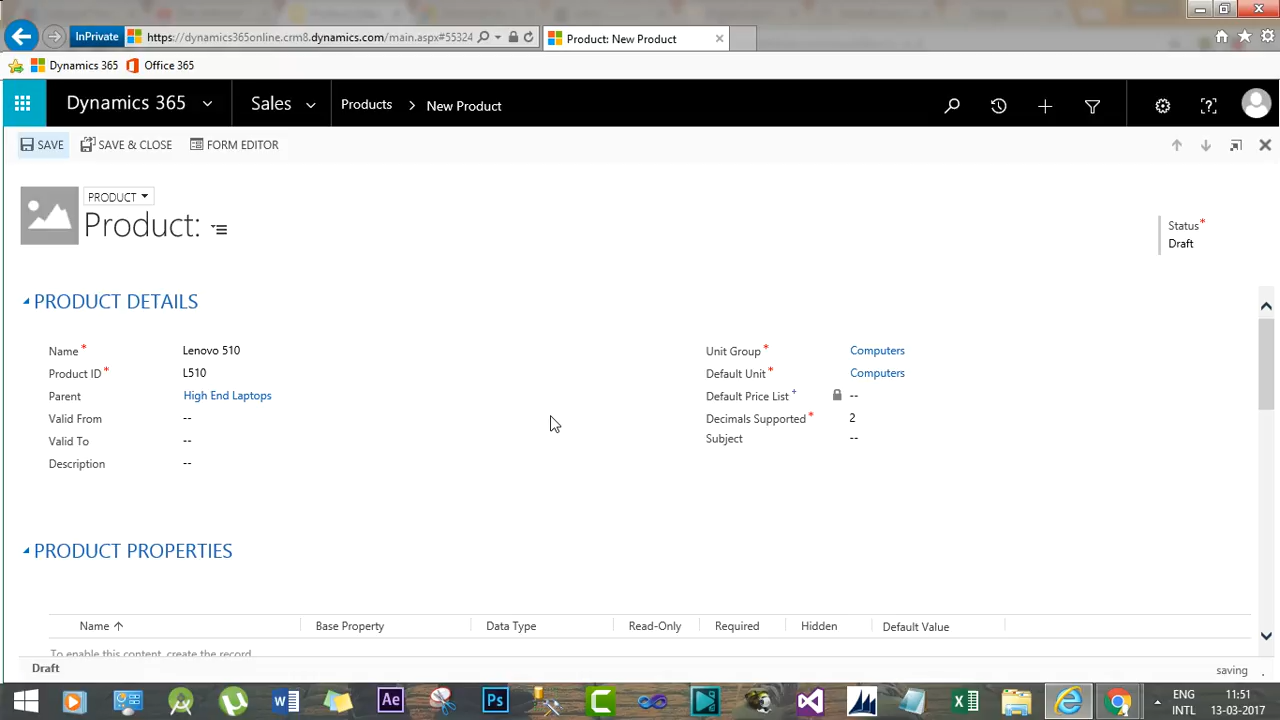 InPrivate
https://dynamics365online.crm8.dynamics.com/main.aspx#55324
Product: New Product
Dynamics 365
Office 365
Dynamics 365
Sales
Products > New Product
SAVE
SAVE & CLOSE
FORM EDITOR
PRODUCT
Product:
Status*
Draft
PRODUCT DETAILS
Name* Lenovo 510
Product ID* L510
Parent High End Laptops
Valid From --
Valid To --
Description --
Unit Group* Computers
Default Unit* Computers
Default Price List+ --
Decimals Supported* 2
Subject --
PRODUCT PROPERTIES
Name Base Property Data Type Read-Only Required Hidden Default Value
To enable this content, create the record.
Draft
saving
Ae
Ps
ENG 11:51
INTL 13-03-2017